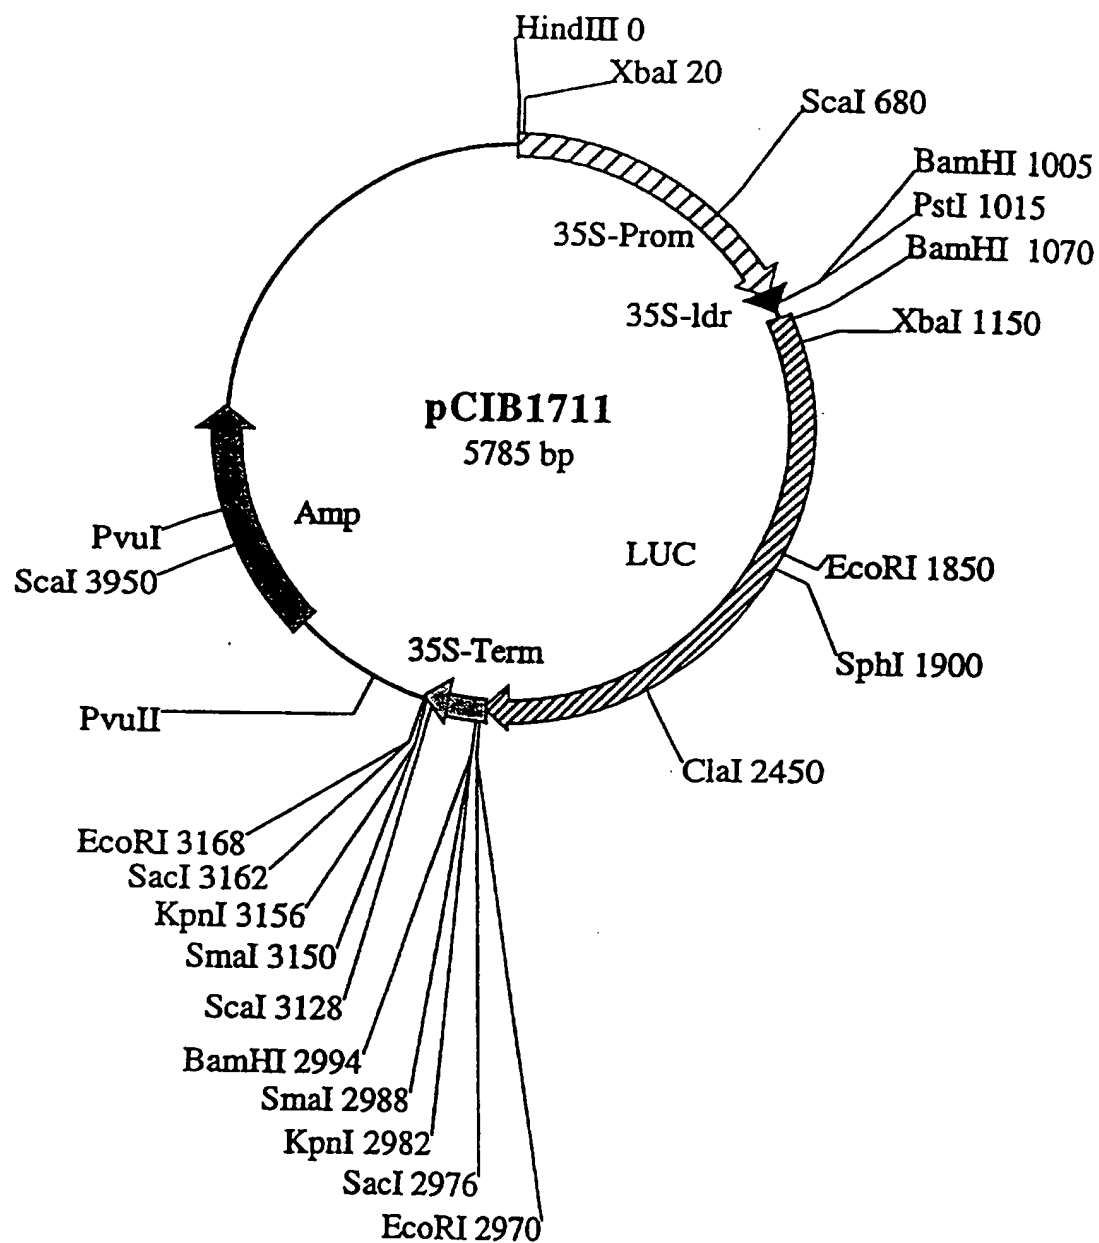 HindIII 0
XbaI 20
ScaI 680
BamHI 1005
PstI 1015
35S-Prom
BamHI 1070
35S-ldr
XbaI 1150
pCIB1711
5785 bp
Amp
PvuI
LUC
EcoRI 1850
ScaI 3950
35S-Term
SphI 1900
PvuII
ClaI 2450
EcoRI 3168
SacI 3162
KpnI 3156
SmaI 3150
ScaI 3128
BamHI 2994
SmaI 2988
KpnI 2982
SacI 2976
EcoRI 2970